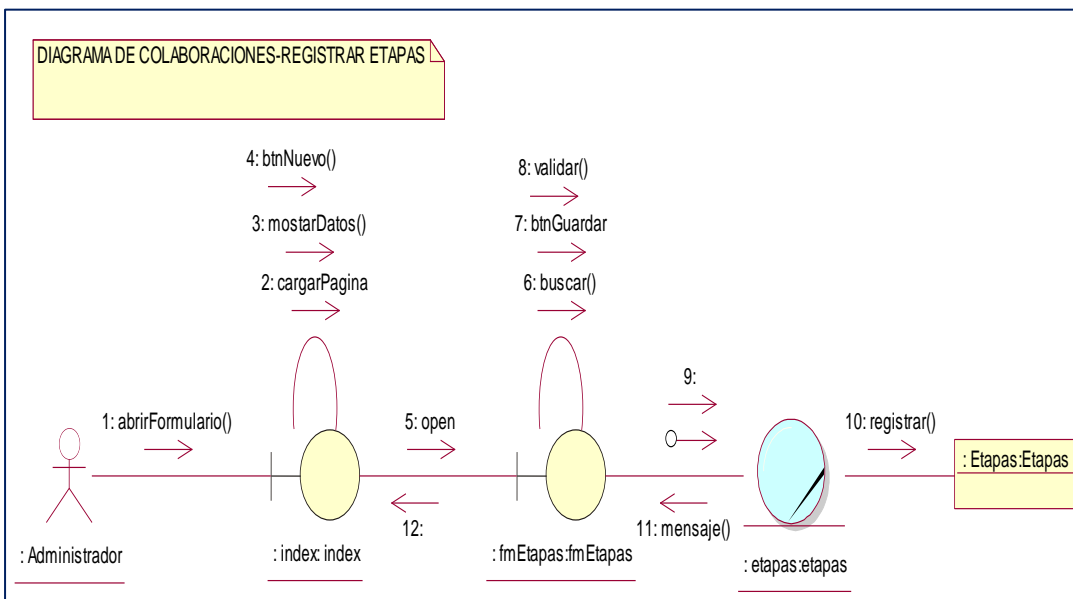 DIAGRAMA DE COLABORACIONES-REGISTRAR ETAPAS
4: btnNuevo()
3: mostarDatos()
2: cargarPagina
8: validar()
7: btnGuardar
6: buscar()
1: abrirFormulario()
5: open
9:
10: registrar()
: Etapas:Etapas
12:
11: mensaje()
: Administrador
: index: index
: fmEtapas:fmEtapas
: etapas:etapas